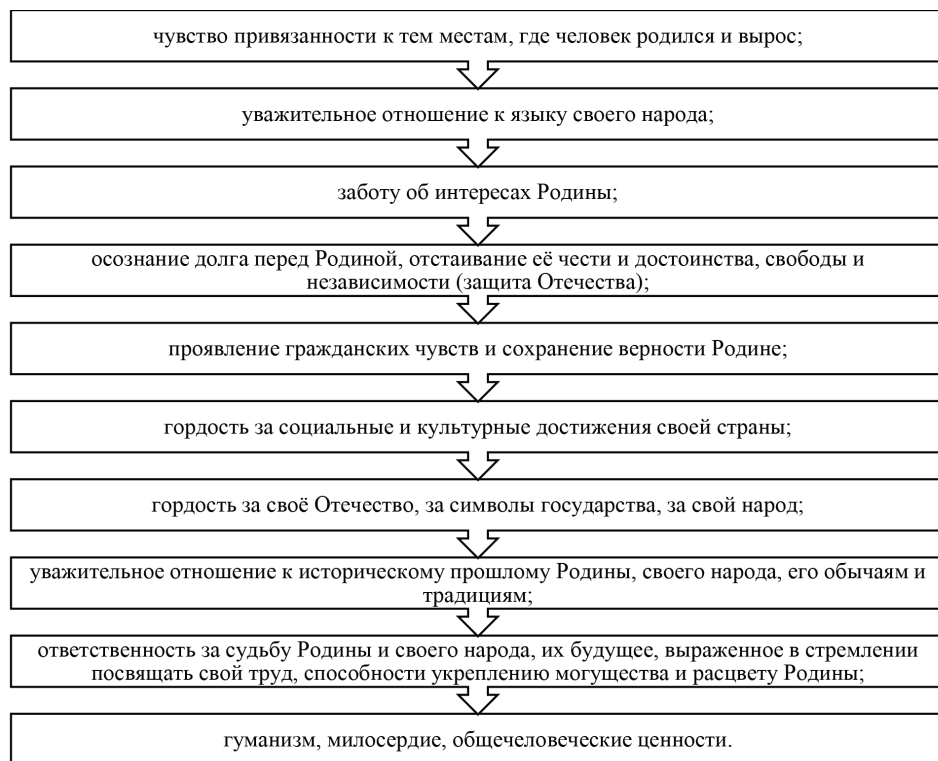 чувство привязанности к тем местам, где человек родился и вырос;
уважительное отношение к языку своего народа;
заботу об интересах Родины;
осознание долга перед Родиной, отстаивание её чести и достоинства, свободы и
независимости (защита Отечества);
проявление гражданских чувств и сохранение верности Родине;
гордость за социальные и культурные достижения своей страны;
гордость за своё Отечество, за символы государства, за свой народ;
уважительное отношение к историческому прошлому Родины, своего народа, его обычаям и
традициям;
ответственность за судьбу Родины и своего народа, их будущее, выраженное в стремлении
посвящать свой труд, способности укреплению могущества и расцвету Родины;
гуманизм, милосердие, общечеловеческие ценности.